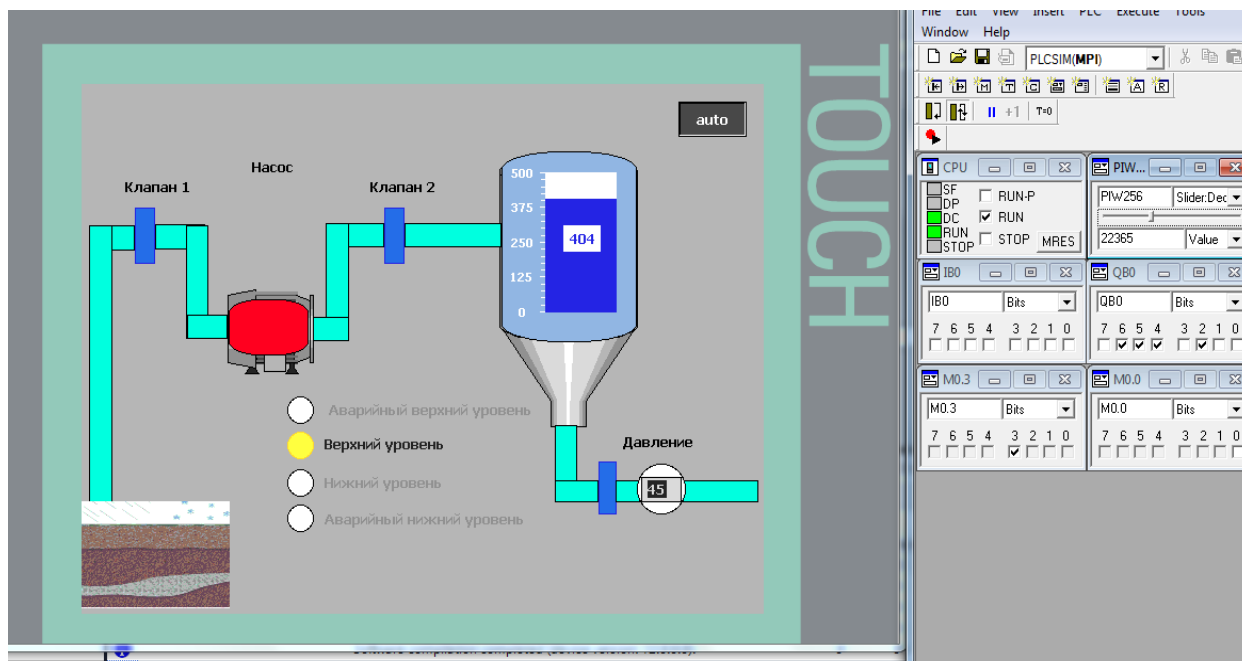 File Edit View Insert PLC Execute Tools
Window Help
PLCSIM(MPI)
+1 T=0
TOUCH
auto
Насос
Клапан 1
Клапан 2
500
375
250
125
0
404
Аварийный верхний уровень
Верхний уровень
Нижний уровень
Аварийный нижний уровень
Давление
45
CPU
SF
DP
DC
RUN
STOP
RUN-P
RUN
STOP
MRES
PIW...
PIW256 Slider:Dec
22365 Value
IB0
IB0 Bits
7 6 5 4 3 2 1 0
QB0
QB0 Bits
7 6 5 4 3 2 1 0
M0.3
M0.3 Bits
7 6 5 4 3 2 1 0
M0.0
M0.0 Bits
7 6 5 4 3 2 1 0